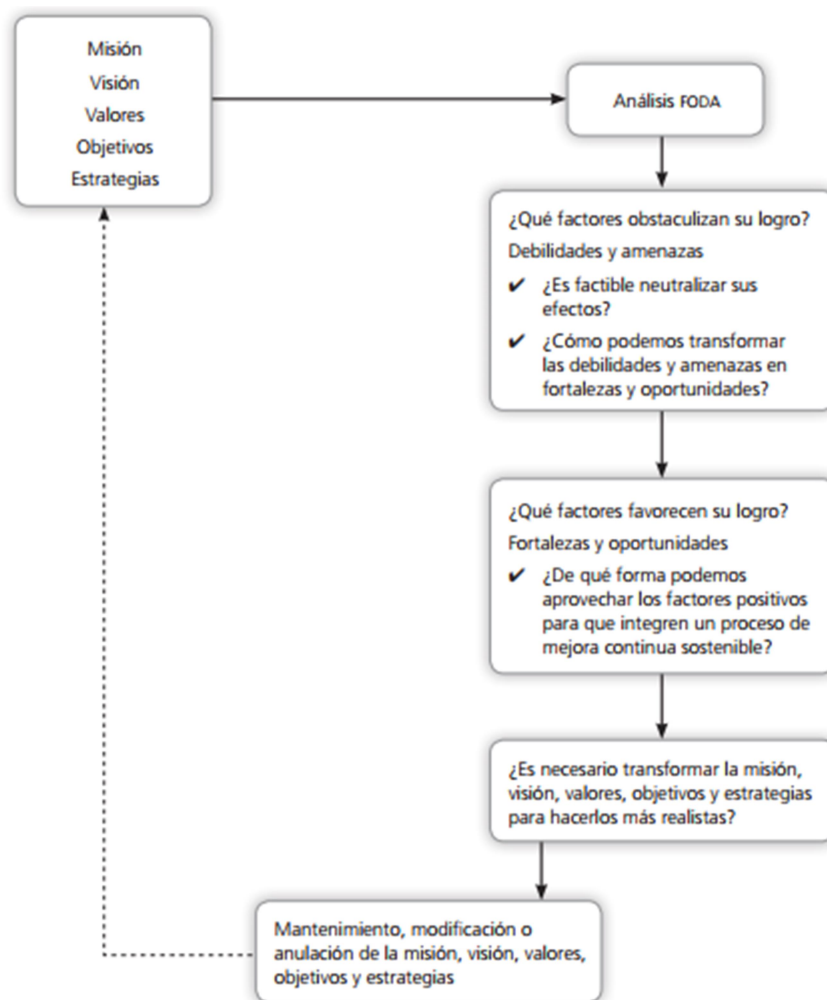 Misión
Visión
Valores
Objetivos
Estrategias
Análisis FODA
¿Qué factores obstaculizan su logro?
Debilidades y amenazas
✔ ¿Es factible neutralizar sus
efectos?
✔ ¿Cómo podemos transformar
las debilidades y amenazas en
fortalezas y oportunidades?
¿Qué factores favorecen su logro?
Fortalezas y oportunidades
✔ ¿De qué forma podemos
aprovechar los factores positivos
para que integren un proceso de
mejora continua sostenible?
¿Es necesario transformar la misión,
visión, valores, objetivos y estrategias
para hacerlos más realistas?
Mantenimiento, modificación o
anulación de la misión, visión, valores,
objetivos y estrategias